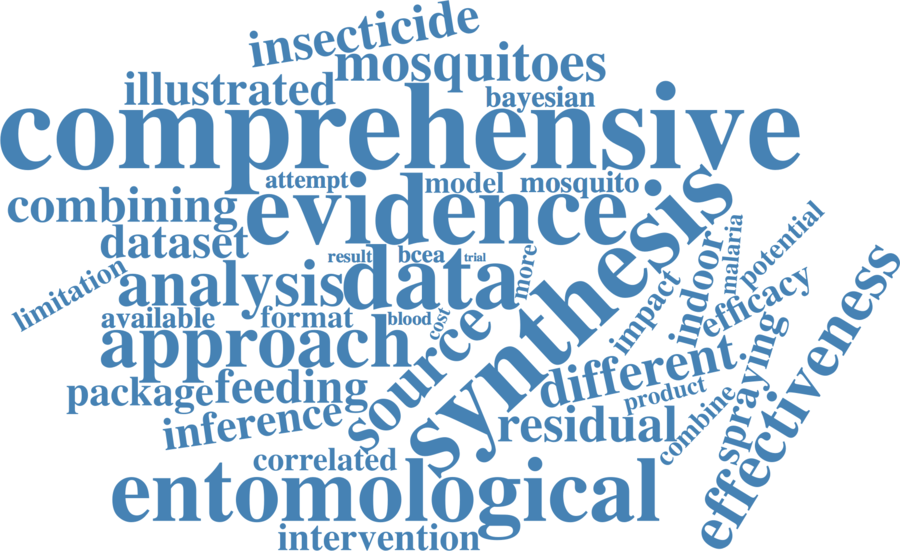 insecticide
mosquitoes
illustrated
bayesian
comprehensive
attempt
model
mosquito
combining
evidence
synthesis
dataset
result
bcea
trial
more
indoor
malaria
potential
limitation
analysis
data
impact
efficacy
effectiveness
available
format
blood
cost
approach
source
different
spraying
package
feeding
product
combine
inference
residual
correlated
entomological
intervention